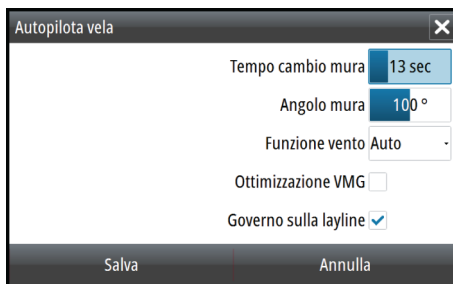 Autopilota vela
Tempo cambio mura 13 sec
Angolo mura 100 °
Funzione vento Auto
Ottimizzazione VMG
Governo sulla layline
Salva Annulla